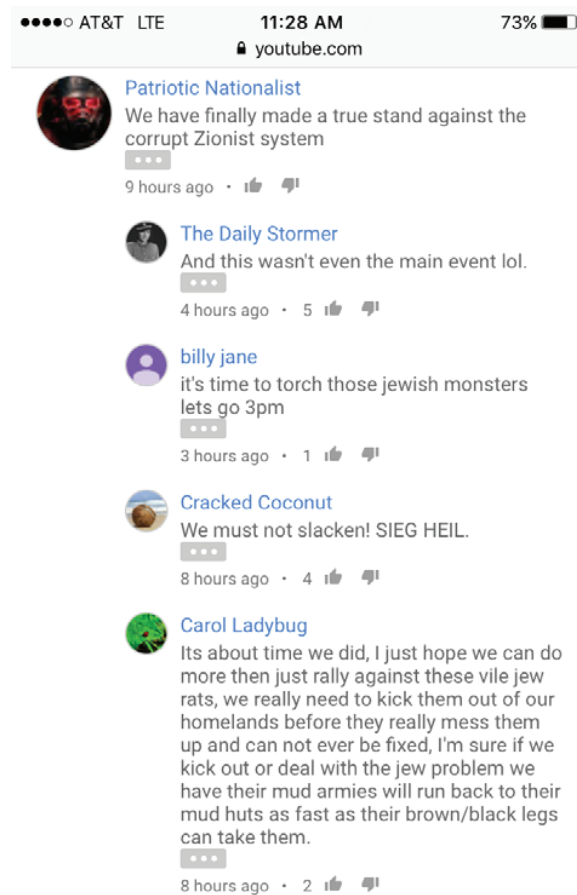 AT&T LTE 11:28 AM 73%
youtube.com
Patriotic Nationalist
We have finally made a true stand against the
corrupt Zionist system
9 hours ago •
The Daily Stormer
And this wasn't even the main event lol.
4 hours ago • 5
billy jane
it's time to torch those jewish monsters
lets go 3pm
3 hours ago • 1
Cracked Coconut
We must not slacken! SIEG HEIL.
8 hours ago • 4
Carol Ladybug
Its about time we did, I just hope we can do
more then just rally against these vile jew
rats, we really need to kick them out of our
homelands before they really mess them
up and can not ever be fixed, I'm sure if we
kick out or deal with the jew problem we
have their mud armies will run back to their
mud huts as fast as their brown/black legs
can take them.
8 hours ago • 2